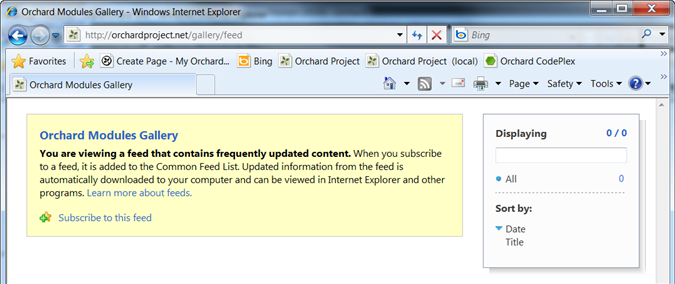 Orchard Modules Gallery - Windows Internet Explorer
http://orchardproject.net/gallery/feed
Bing
Favorites
Create Page - My Orchard...
Bing
Orchard Project
Orchard Project (local)
Orchard CodePlex
Orchard Modules Gallery
Page
Safety
Tools
Orchard Modules Gallery
You are viewing a feed that contains frequently updated content. When you subscribe
to a feed, it is added to the Common Feed List. Updated information from the feed is
automatically downloaded to your computer and can be viewed in Internet Explorer and other
programs. Learn more about feeds.
Subscribe to this feed
Displaying 0 / 0
All 0
Sort by:
Date
Title